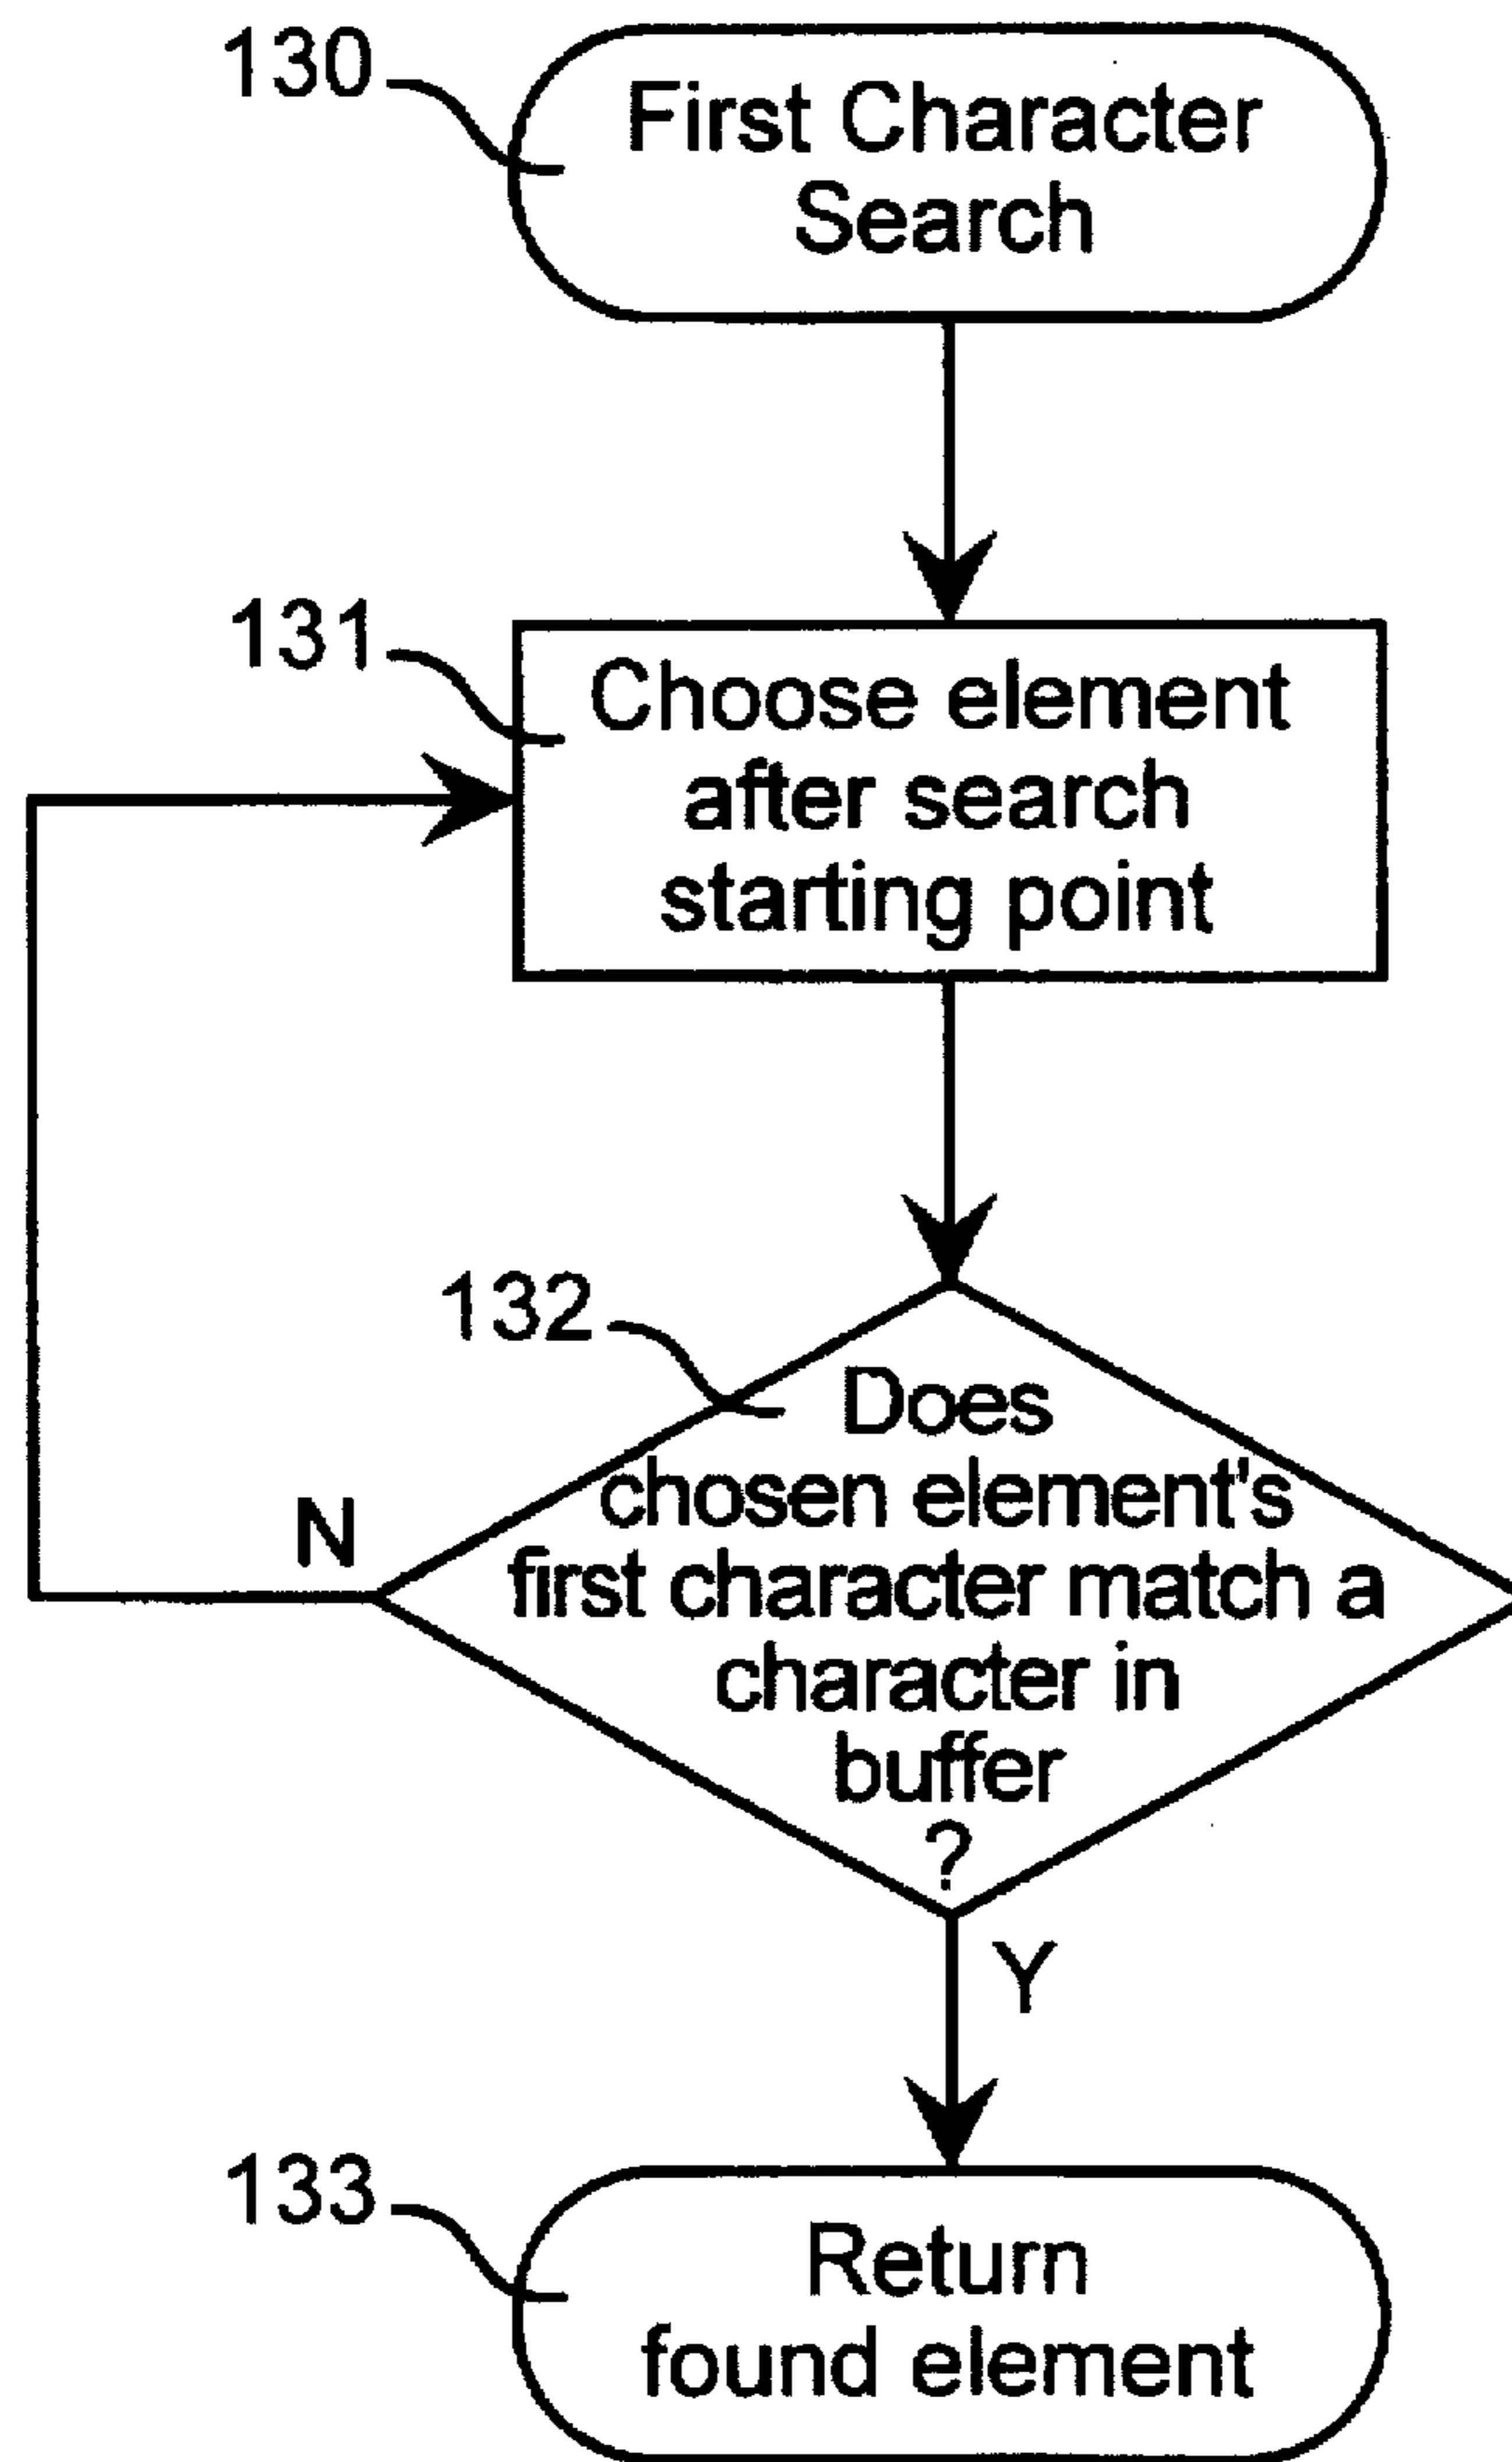 130
First Character
Search
131
Choose element
after search
starting point
132
Does
chosen element's
first character match a
character in
buffer
?
N
Y
133
Return
found element